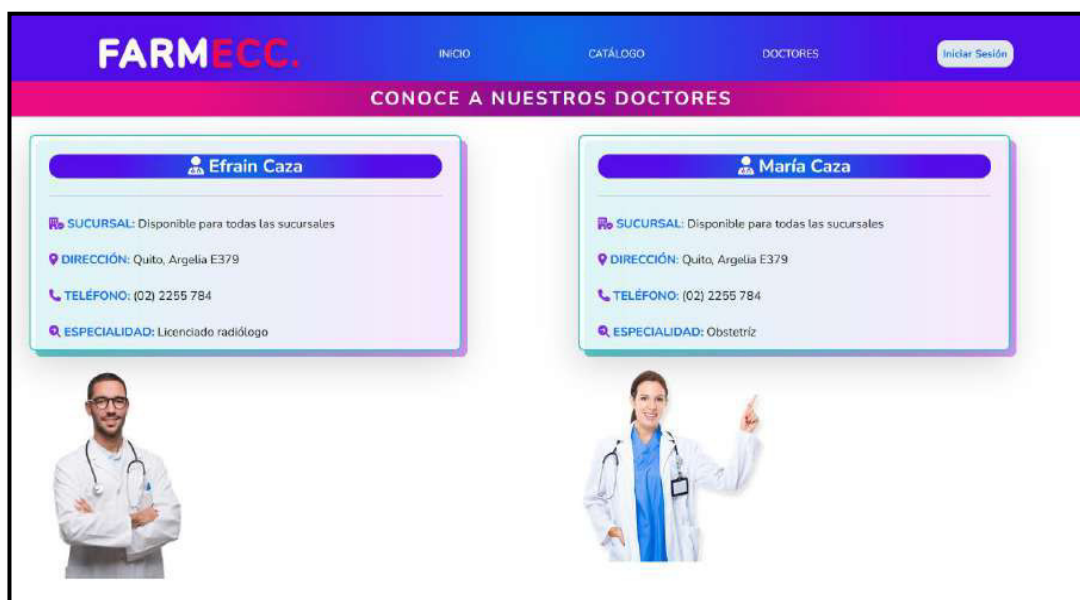 FARMECC.
INICIO
CATÁLOGO
DOCTORES
Iniciar Sesión
CONOCE A NUESTROS DOCTORES
Efrain Caza
SUCURSAL: Disponible para todas las sucursales
DIRECCIÓN: Quito, Argelia E379
TELÉFONO: (02) 2255 784
ESPECIALIDAD: Licenciado radiólogo
María Caza
SUCURSAL: Disponible para todas las sucursales
DIRECCIÓN: Quito, Argelia E379
TELÉFONO: (02) 2255 784
ESPECIALIDAD: Obstetríz